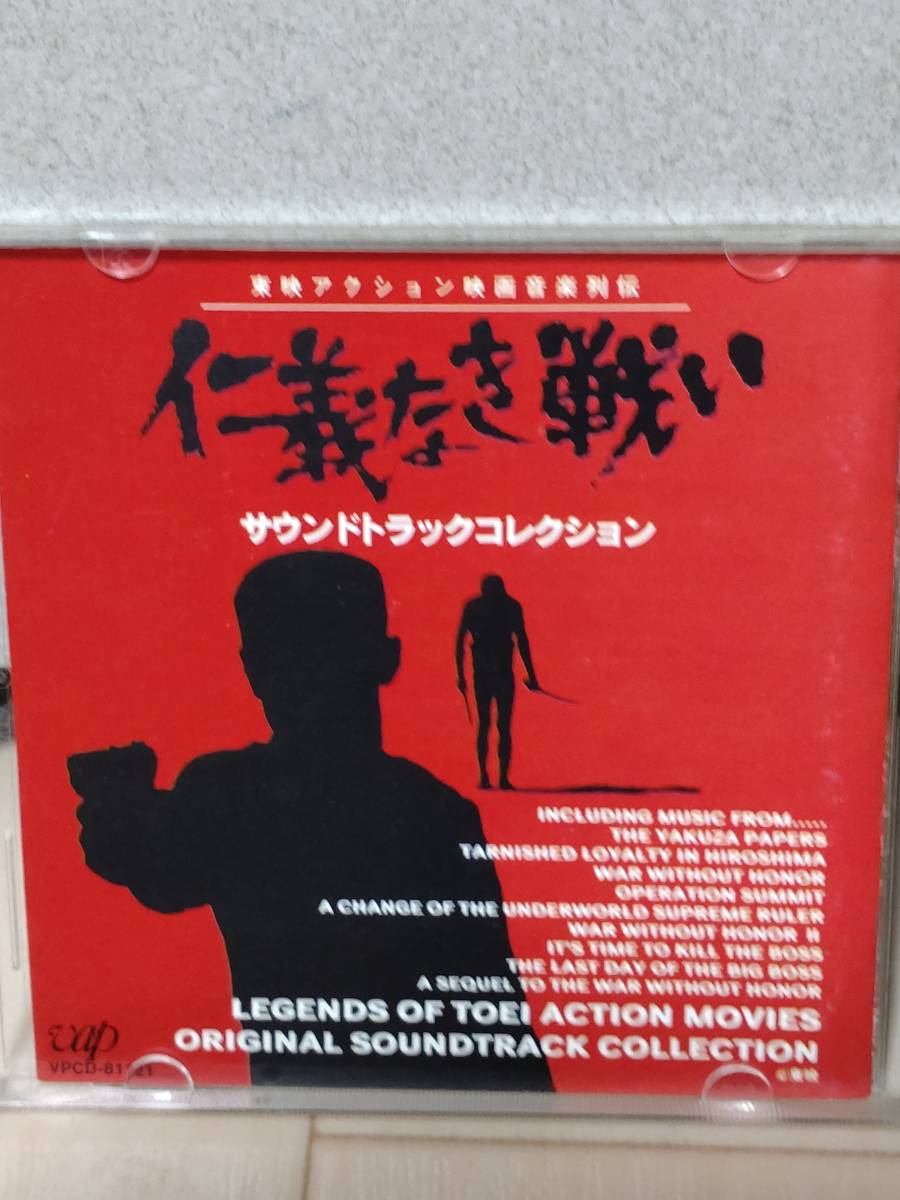 東映アクション映画音楽列伝
仁義なき戦い
サウンドトラックコレクション
INCLUDING MUSIC FROM.....
THE YAKUZA PAPERS
TARNISHED LOYALTY IN HIROSHIMA
WAR WITHOUT HONOR
OPERATION SUMMIT
A CHANGE OF THE UNDERWORLD SUPREME RULER
WAR WITHOUT HONOR II
IT'S TIME TO KILL THE BOSS
THE LAST DAY OF THE BIG BOSS
A SEQUEL TO THE WAR WITHOUT HONOR
LEGENDS OF TOEI ACTION MOVIES
ORIGINAL SOUNDTRACK COLLECTION
vap
©東映